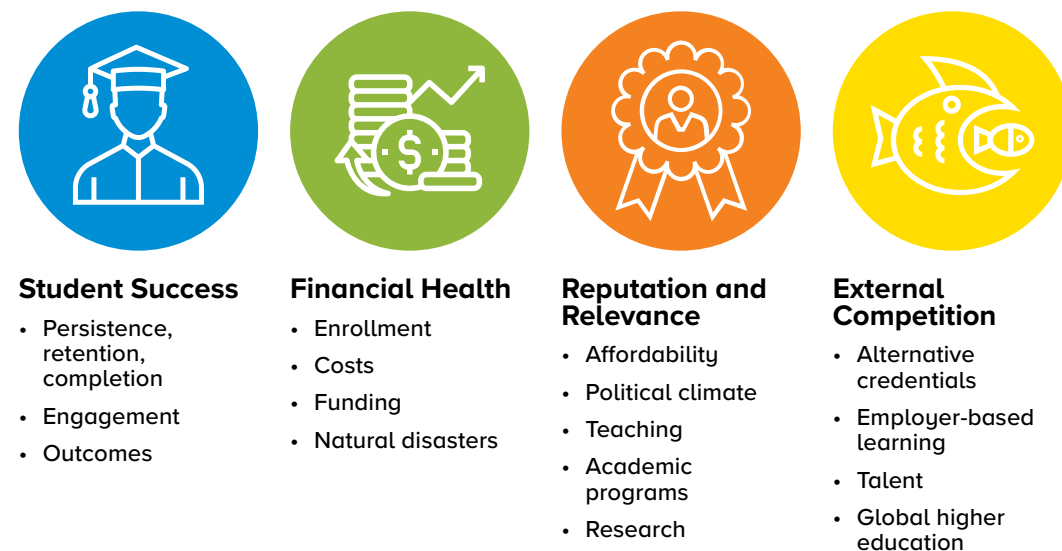 Student Success
• Persistence,
retention,
completion
• Engagement
• Outcomes
$
Financial Health
• Enrollment
• Costs
• Funding
• Natural disasters
Reputation and
Relevance
• Affordability
• Political climate
• Teaching
• Academic
programs
• Research
External
Competition
• Alternative
credentials
• Employer-based
learning
• Talent
• Global higher
education